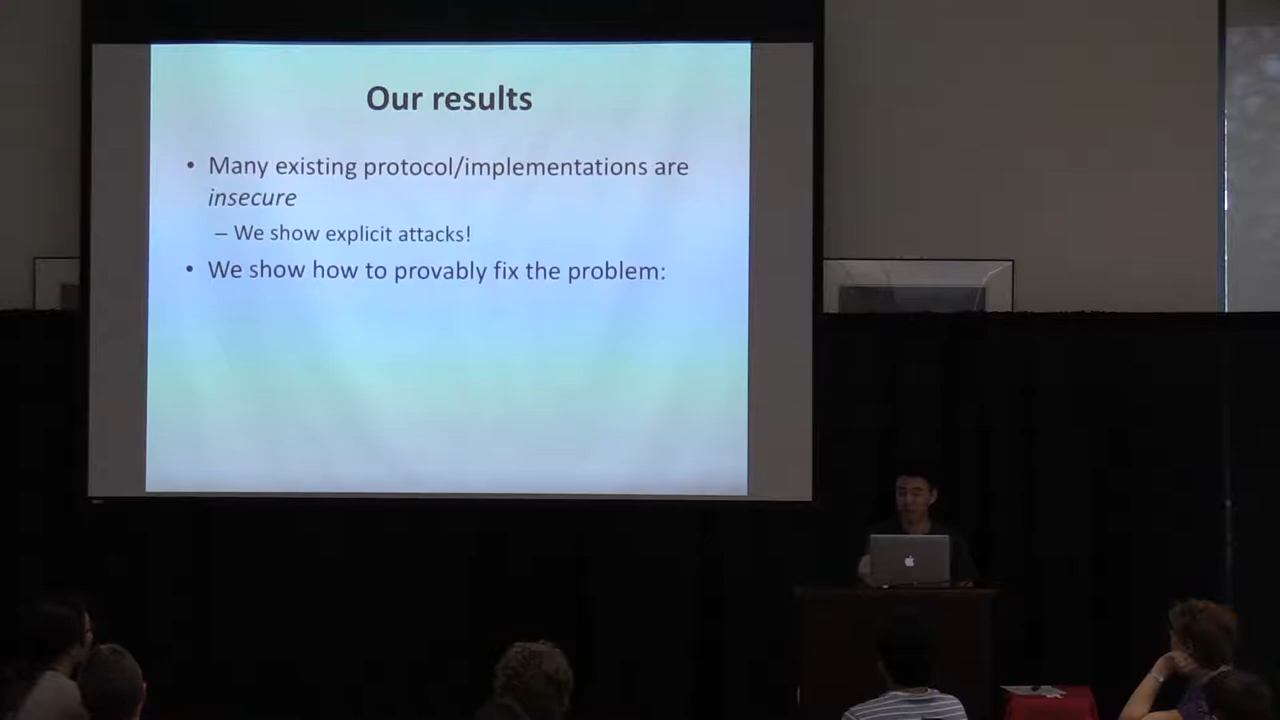 Our results
• Many existing protocol/implementations are
insecure
– We show explicit attacks!
• We show how to provably fix the problem: